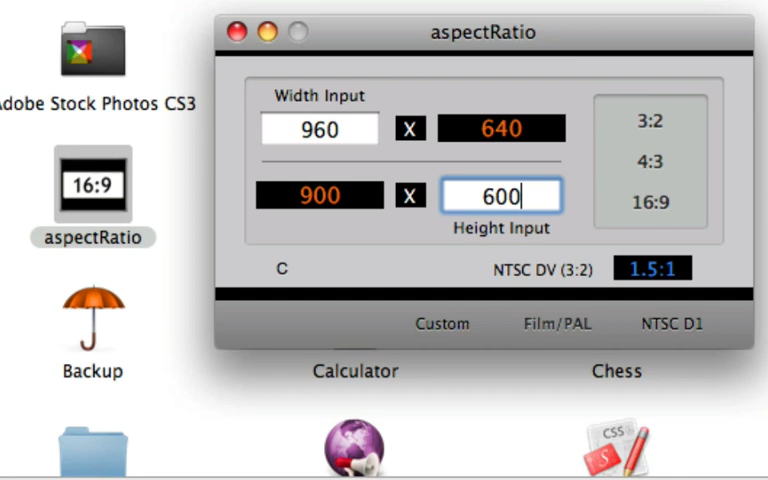 aspectRatio
Adobe Stock Photos CS3
Width Input
960 X 640
3:2
4:3
16:9
16:9
900 X 600
aspectRatio
Height Input
C
NTSC DV (3:2)
1.5:1
Custom
Film/PAL
NTSC D1
Backup
Calculator
Chess
CSS
S